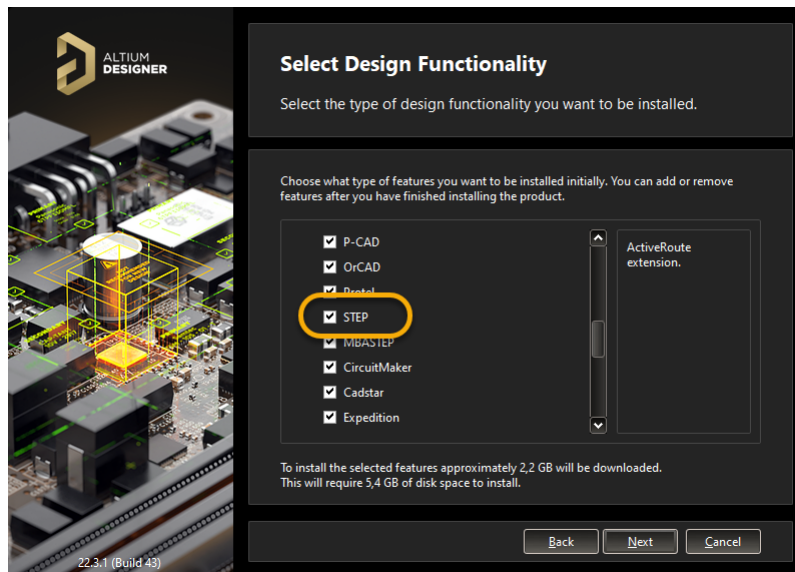 ALTIUM
DESIGNER
Select Design Functionality
Select the type of design functionality you want to be installed.
Choose what type of features you want to be installed initially. You can add or remove
features after you have finished installing the product.
P-CAD
OrCAD
Protel
STEP
MBASTEP
CircuitMaker
Cadstar
Expedition
ActiveRoute
extension.
To install the selected features approximately 2,2 GB will be downloaded.
This will require 5,4 GB of disk space to install.
Back
Next
Cancel
22.3.1 (Build 43)